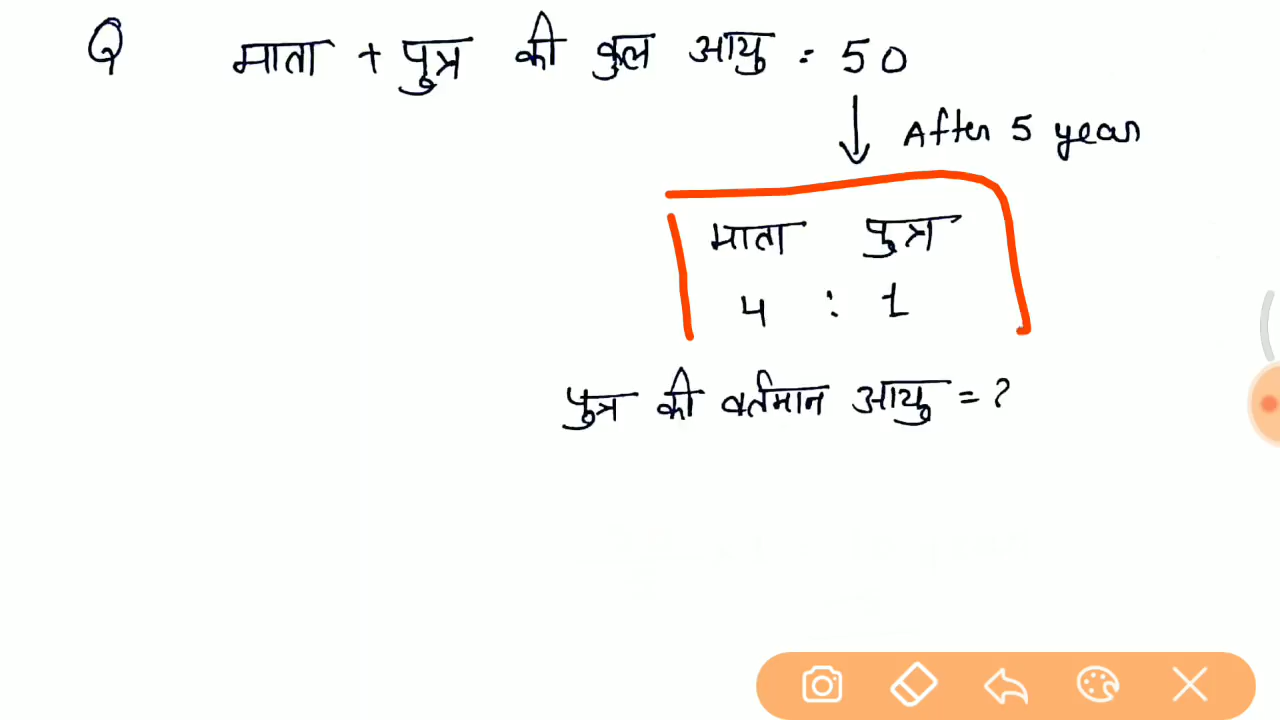 Q माता + पुत्र की कुल आयु = 50
↓ After 5 year
माता पुत्र
4 : 1
पुत्र की वर्तमान आयु = ?